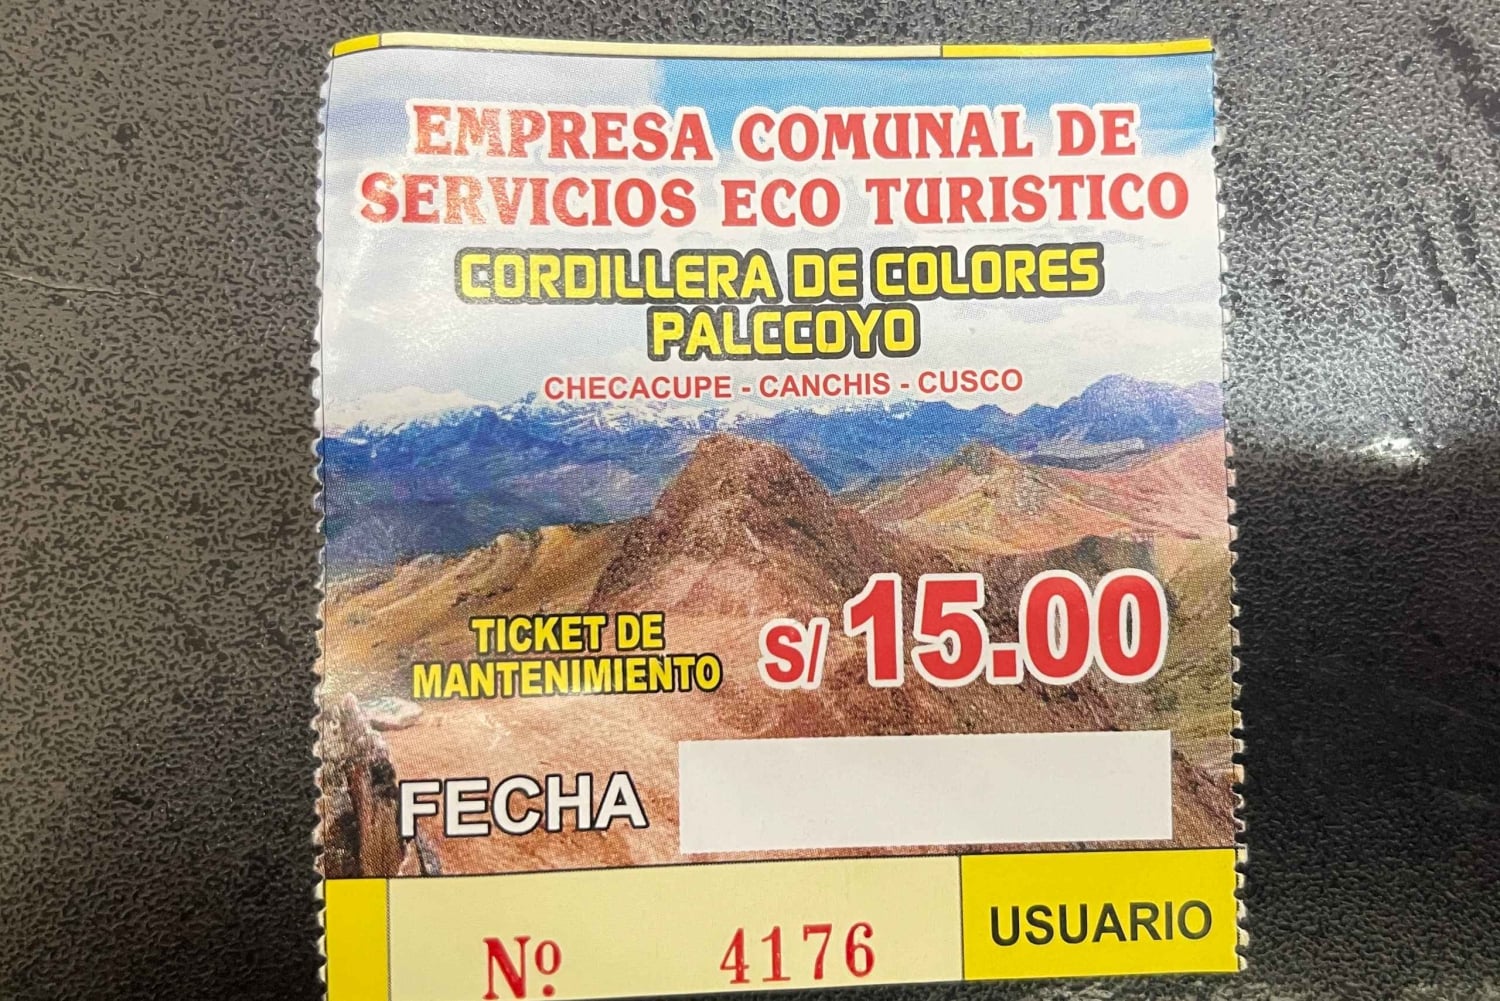 EMPRESA COMUNAL DE
SERVICIOS ECO TURISTICO
CORDILLERA DE COLORES
PALCCOYO
CHECACUPE - CANCHIS - CUSCO
TICKET DE
MANTENIMIENTO
S/ 15.00
FECHA
Nº 4176
USUARIO